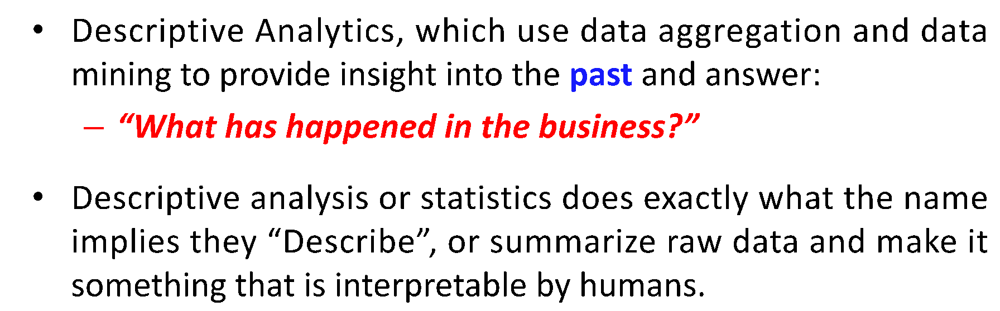 • Descriptive Analytics, which use data aggregation and data
mining to provide insight into the past and answer:
– “What has happened in the business?”
• Descriptive analysis or statistics does exactly what the name
implies they “Describe”, or summarize raw data and make it
something that is interpretable by humans.